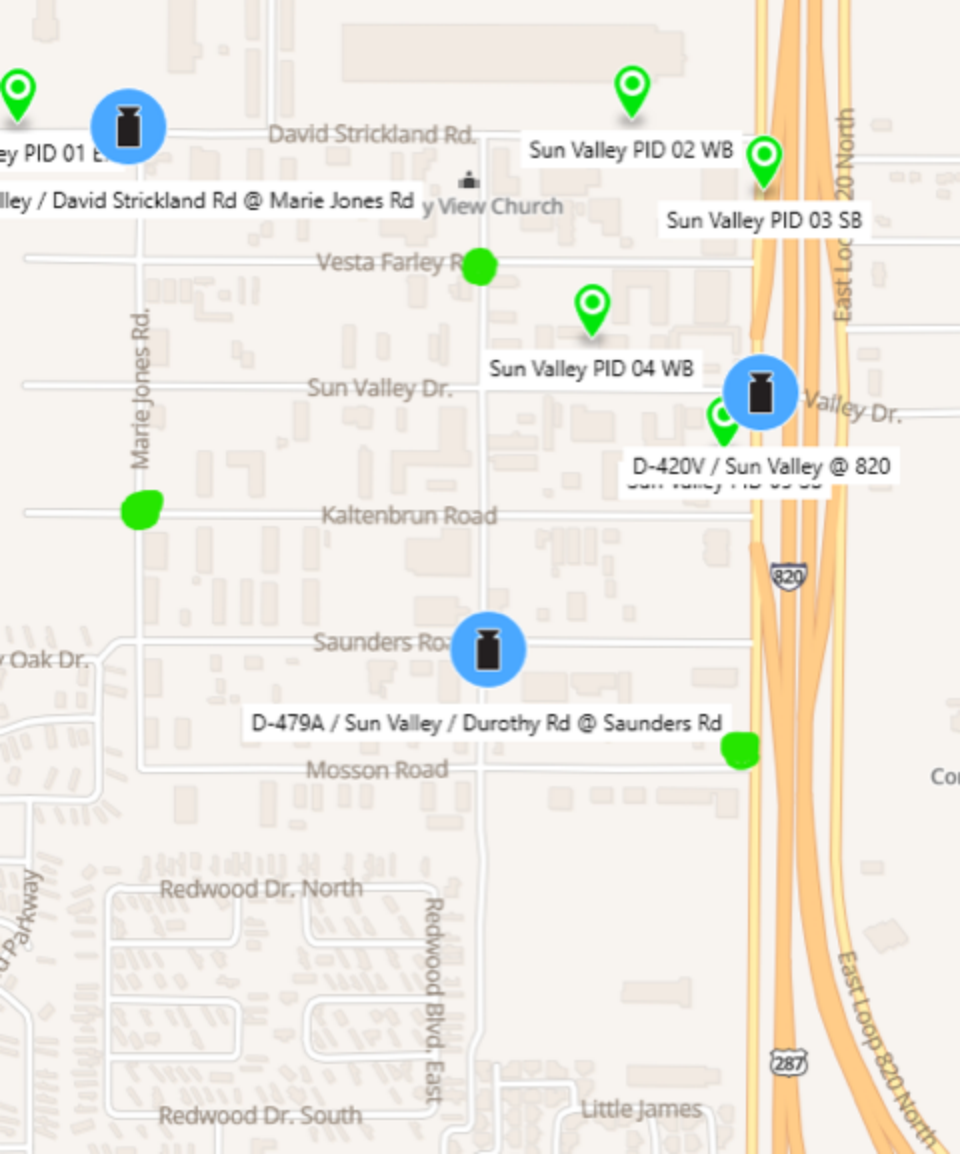 David Strickland Rd.
Sun Valley PID 02 WB
ey PID 01
lley / David Strickland Rd @ Marie Jones Rd
y View Church
Sun Valley PID 03 SB
East Loo
20 North
Vesta Farley R
Sun Valley PID 04 WB
Marie Jones Rd.
Sun Valley Dr.
Valley Dr.
D-420V / Sun Valley @ 820
Kaltenbrun Road
820
Saunders Ro
y Oak Dr.
D-479A / Sun Valley / Durothy Rd @ Saunders Rd
Mosson Road
Redwood Dr. North
Parkway
Redwood Blvd. East
East Loop 820 North
287
Redwood Dr. South
Little James